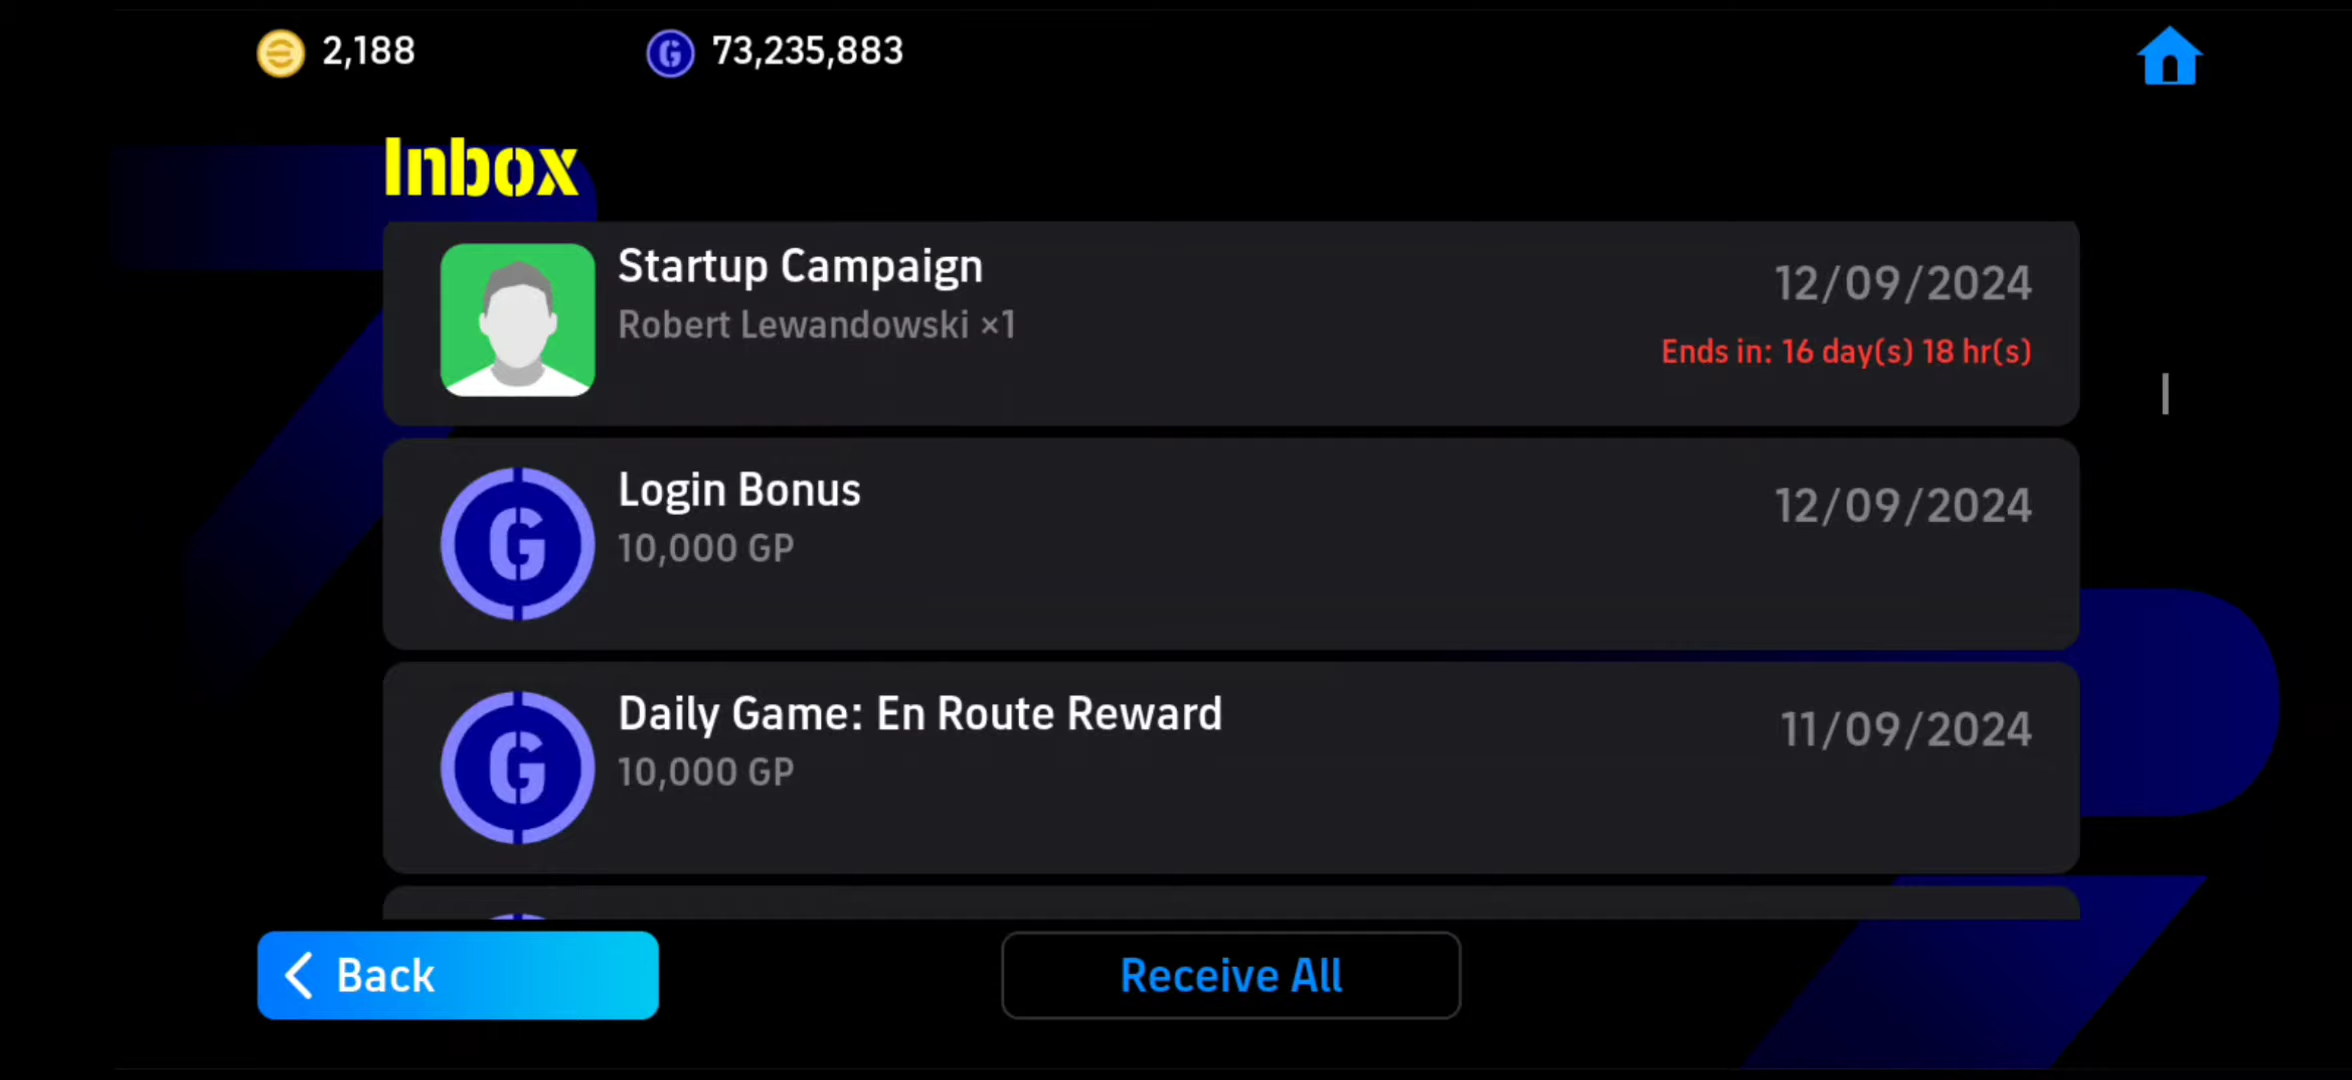 2,188
73,235,883
Inbox
Startup Campaign
Robert Lewandowski ×1
12/09/2024
Ends in: 16 day(s) 18 hr(s)
Login Bonus
10,000 GP
12/09/2024
Daily Game: En Route Reward
10,000 GP
11/09/2024
Back
Receive All